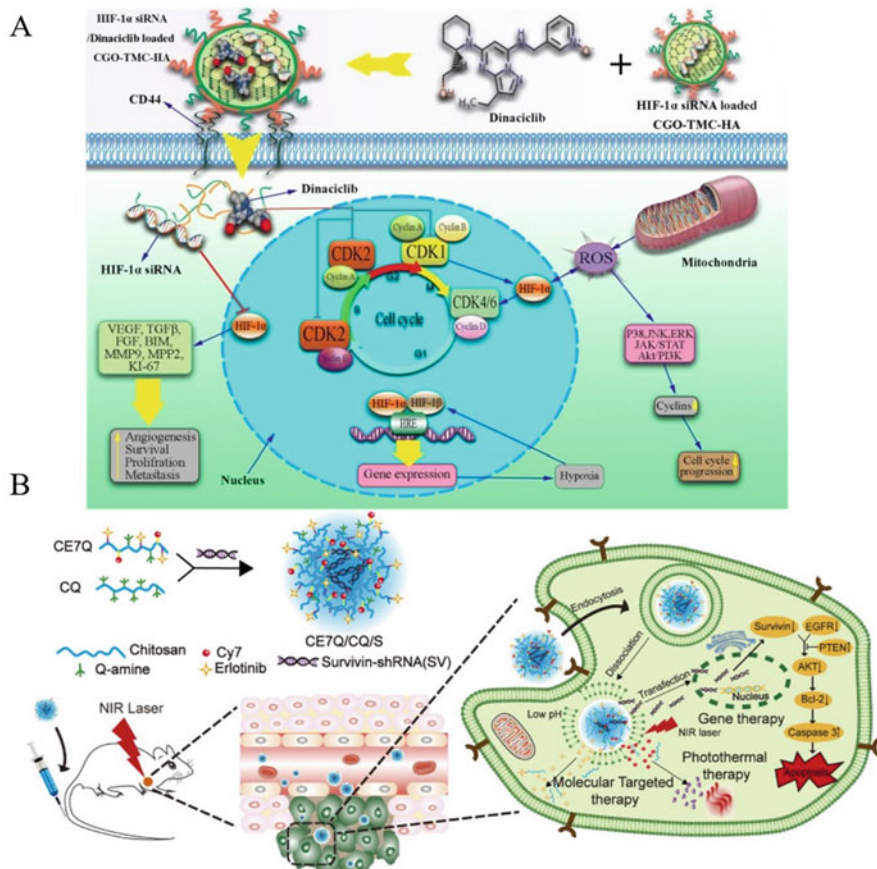 A
HIF-1α siRNA
/Dinaciclib loaded
CGO-TMC-HA
CD44
Dinaciclib
HIF-1α siRNA loaded
CGO-TMC-HA
H₃C
OH
N
+
Dinaciclib
HIF-1α siRNA
Cyclin A
Cyclin B
CDK2
CDK1
Cyclin A
G2
M
S
G1
CDK4/6
Cyclin D
Cell cycle
CDK2
HIF-1α
ROS
Mitochondria
HIF-1α
VEGF, TGFβ,
FGF, BIM,
MMP9, MPP2,
KI-67
P38,JNK,ERK
JAK/STAT
Akt/PI3K
Cyclins
Angiogenesis
Survival
Prolifration
Metastasis
HIF-1α
HIF-1β
HRE
Nucleus
Gene expression
Hypoxia
Cell cycle
progression
B
CE7Q
CQ
CE7Q/CQ/S
Chitosan
Q-amine
Cy7
Erlotinib
Survivin-shRNA(SV)
NIR Laser
Endocytosis
Dissociation
Low pH
Transfection
Nucleus
NIR laser
Gene therapy
Molecular Targeted
therapy
Photothermal
therapy
Survivin↓
EGFR↓
PTEN↑
AKT↓
Bcl-2↓
Caspase 3↑
Apoptosis